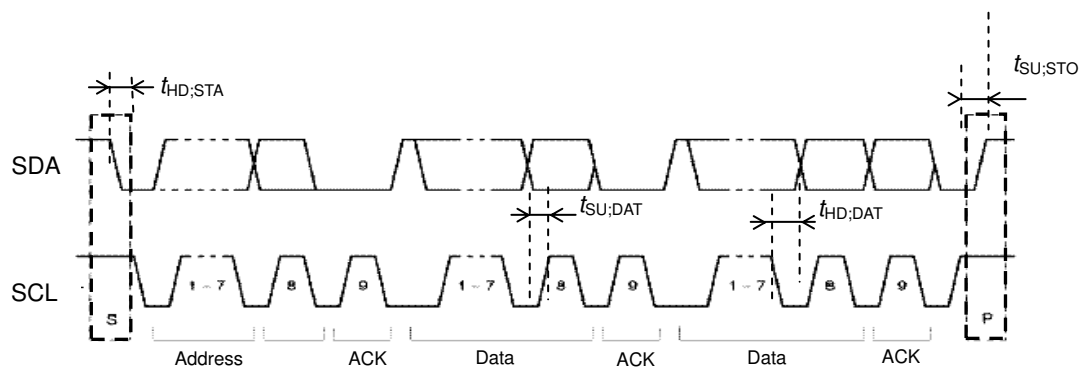 tHD;STA
tSU;STO
SDA
tSU;DAT
tHD;DAT
SCL
S
1 – 7
8
9
1 – 7
8
9
1 – 7
8
9
P
Address
ACK
Data
ACK
Data
ACK